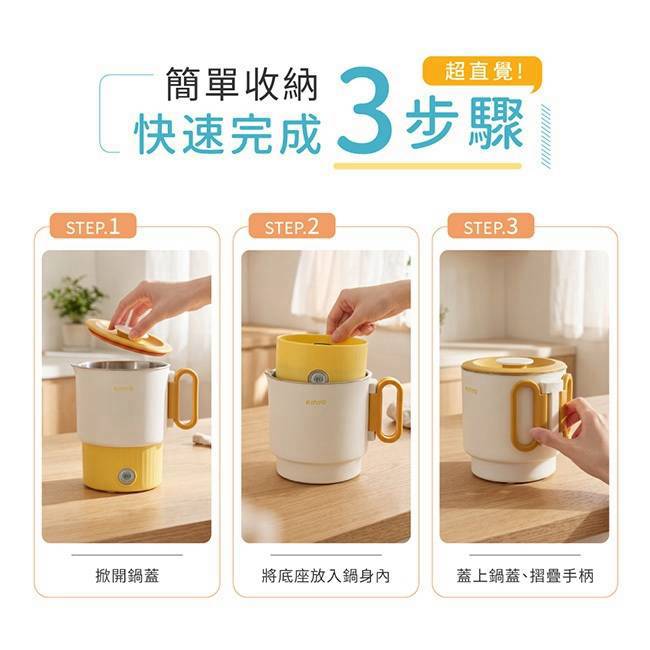 簡單收納
快速完成
3步驟
超直覺!
STEP.1
STEP.2
STEP.3
KINYO
KINYO
掀開鍋蓋
將底座放入鍋身內
蓋上鍋蓋、摺疊手柄